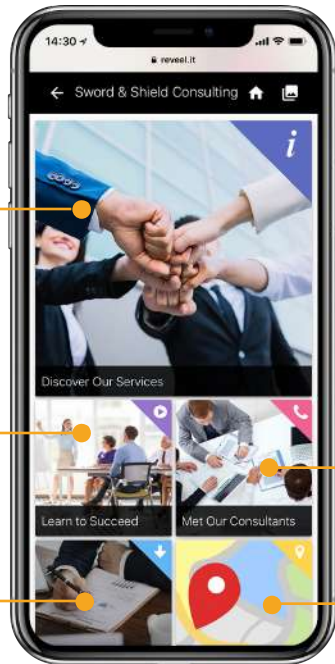 14:30
reveel.it
Sword & Shield Consulting
i
Discover Our Services
Learn to Succeed
Met Our Consultants